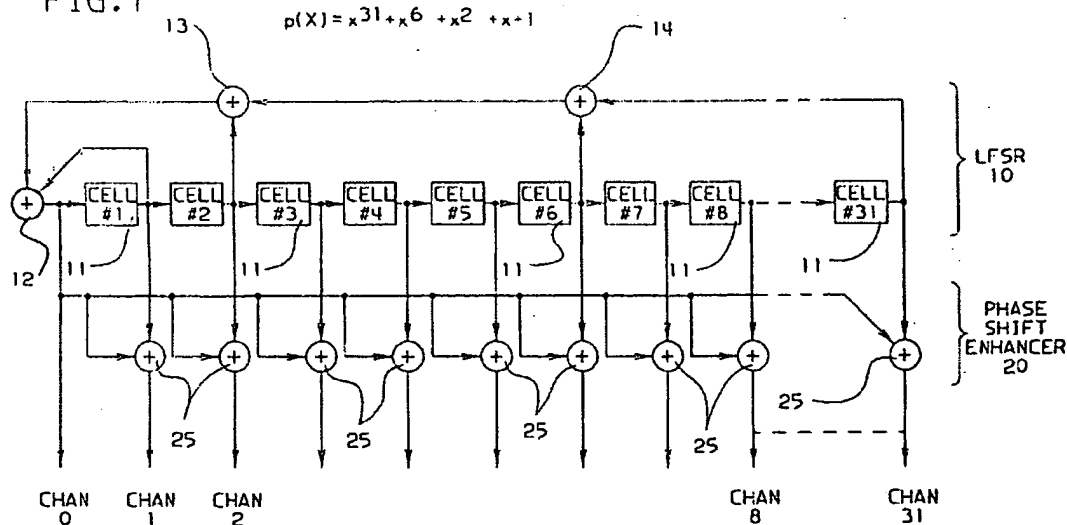 FIG.1
p(X) = x31 + x6 + x2 + x + 1
13
14
LFSR
10
CELL
#1
CELL
#2
CELL
#3
CELL
#4
CELL
#5
CELL
#6
CELL
#7
CELL
#8
CELL
#31
12
11
11
11
11
11
PHASE
SHIFT
ENHANCER
20
25
25
25
25
25
CHAN
0
CHAN
1
CHAN
2
CHAN
8
CHAN
31